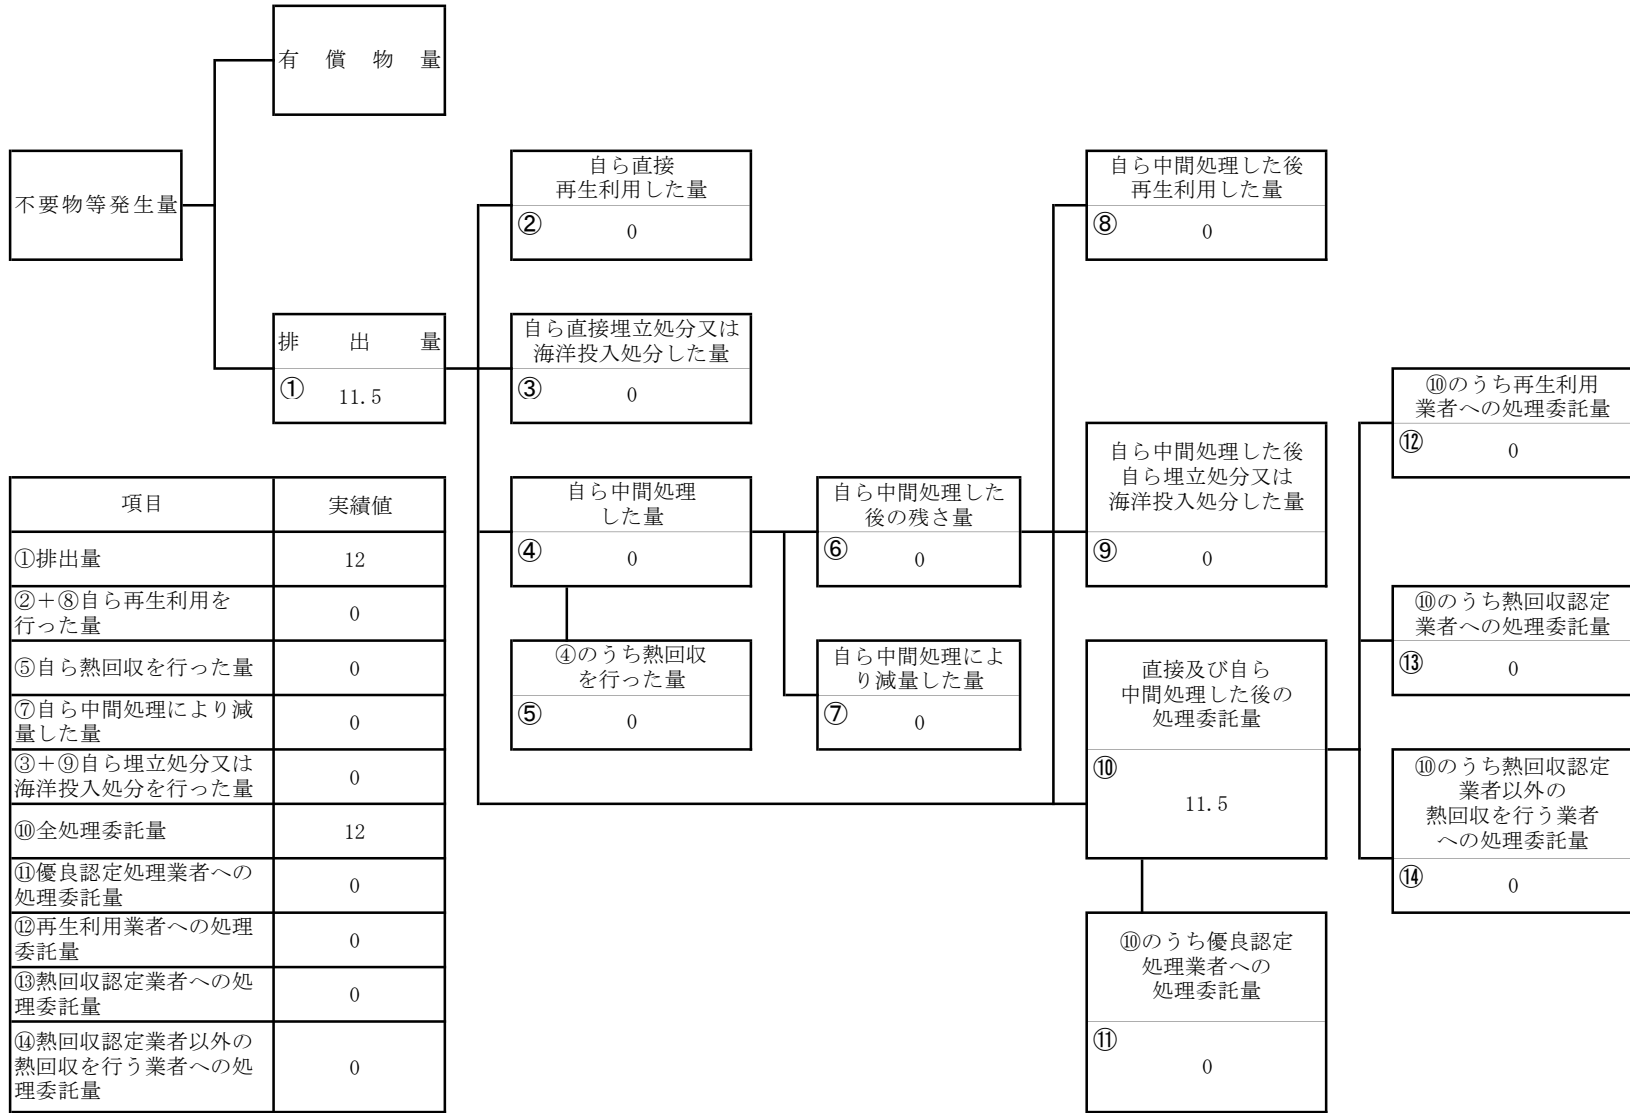 有償物量
不要物等発生量
排出量
① 11.5
自ら直接
再生利用した量
② 0
自ら直接埋立処分又は
海洋投入処分した量
③ 0
自ら中間処理
した量
④ 0
④のうち熱回収
を行った量
⑤ 0
自ら中間処理した
後の残さ量
⑥ 0
自ら中間処理によ
り減量した量
⑦ 0
自ら中間処理した後
再生利用した量
⑧ 0
自ら中間処理した後
自ら埋立処分又は
海洋投入処分した量
⑨ 0
直接及び自ら
中間処理した後の
処理委託量
⑩
11.5
⑩のうち優良認定
処理業者への
処理委託量
⑪
0
⑩のうち再生利用
業者への処理委託量
⑫ 0
⑩のうち熱回収認定
業者への処理委託量
⑬ 0
⑩のうち熱回収認定
業者以外の
熱回収を行う業者
への処理委託量
⑭ 0
項目 実績値
①排出量 12
②+⑧自ら再生利用を
行った量 0
⑤自ら熱回収を行った量 0
⑦自ら中間処理により減
量した量 0
③+⑨自ら埋立処分又は
海洋投入処分を行った量 0
⑩全処理委託量 12
⑪優良認定処理業者への
処理委託量 0
⑫再生利用業者への処理
委託量 0
⑬熱回収認定業者への処
理委託量 0
⑭熱回収認定業者以外の
熱回収を行う業者への処
理委託量 0